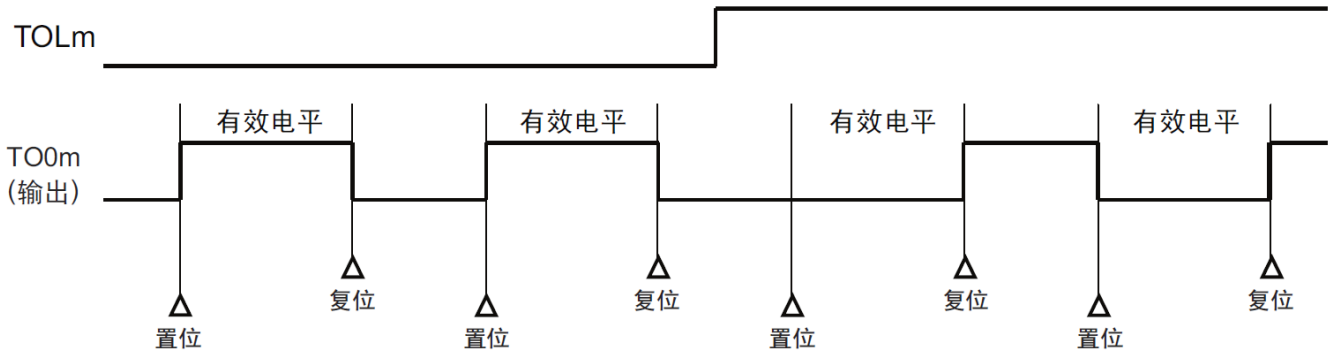 TOLm
有效电平 有效电平 有效电平 有效电平
TO0m
(输出)
复位 复位 复位 复位
置位 置位 置位 置位